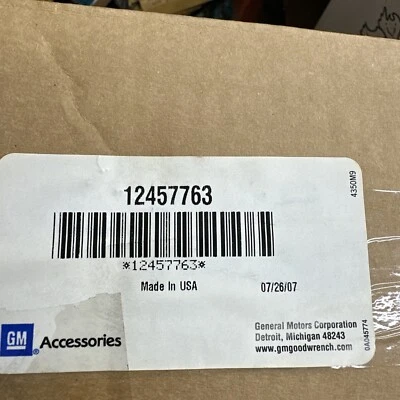 12457763
4350M9
*12457763*
Made In USA 07/26/07
GM® Accessories
General Motors Corporation
Detroit, Michigan 48243
www.gmgoodwrench.com
0A045774